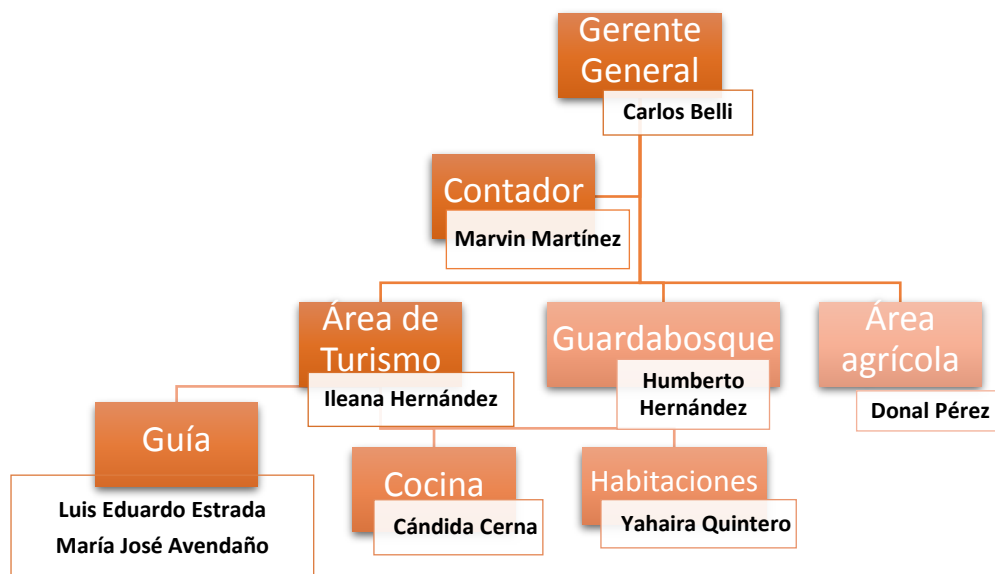 Gerente
General
Carlos Belli
Contador
Marvin Martínez
Área de
Turismo
Ileana Hernández
Guardabosque
Humberto
Hernández
Área
agrícola
Donal Pérez
Guía
Luis Eduardo Estrada
María José Avendaño
Cocina
Cándida Cerna
Habitaciones
Yahaira Quintero